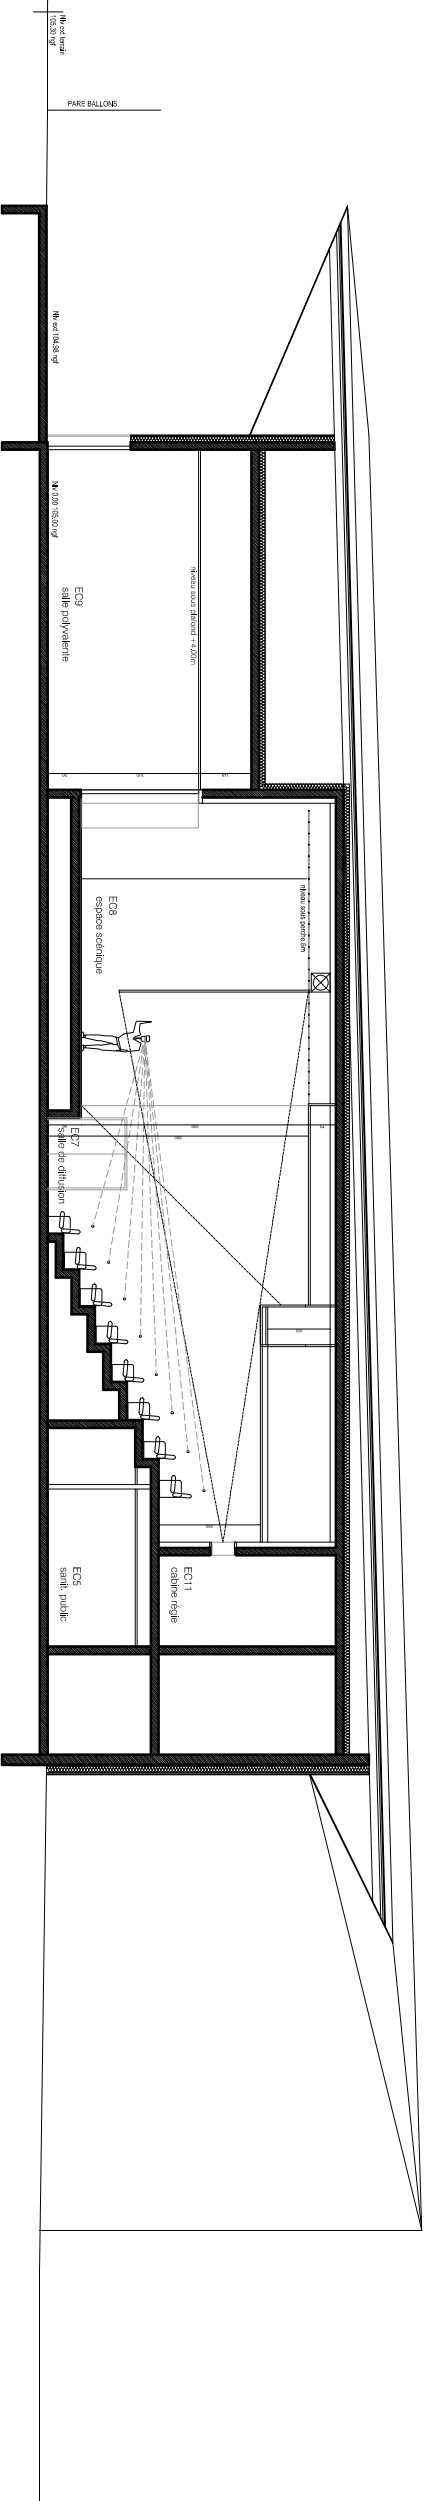 Niv ext terrain
105.30 ngf
PARE BALLONS
Niv ext 104.98 ngf
Niv 0.00 105.00 ngf
EC9
salle polyvalente
niveau sous plafond + 4.00m
EC8
espace scénique
niveau sous perche 6m
EC7
salle de diffusion
EC11
cabine régie
EC5
sanit. public